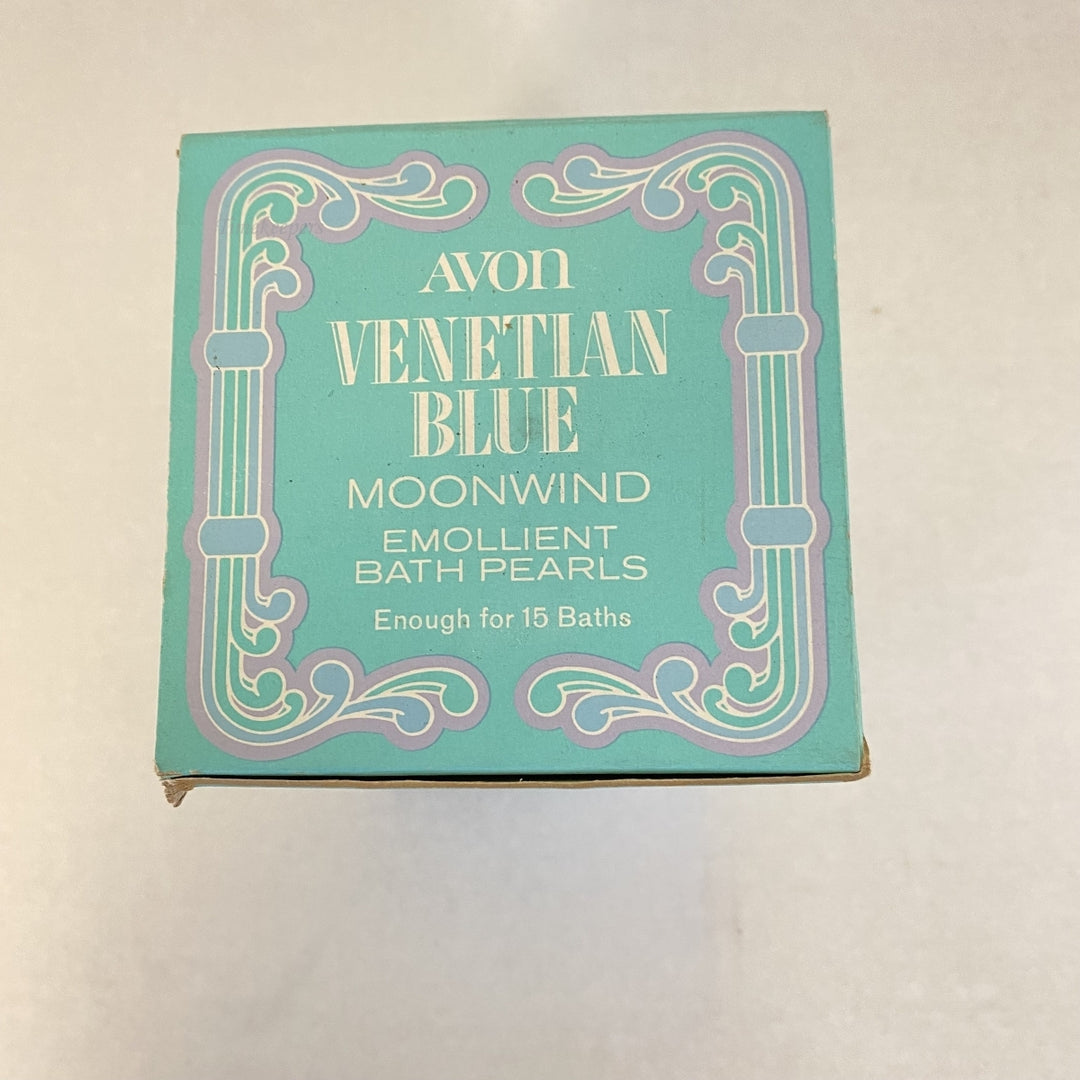 AVON
VENETIAN
BLUE
MOONWIND
EMOLLIENT
BATH PEARLS
Enough for 15 Baths